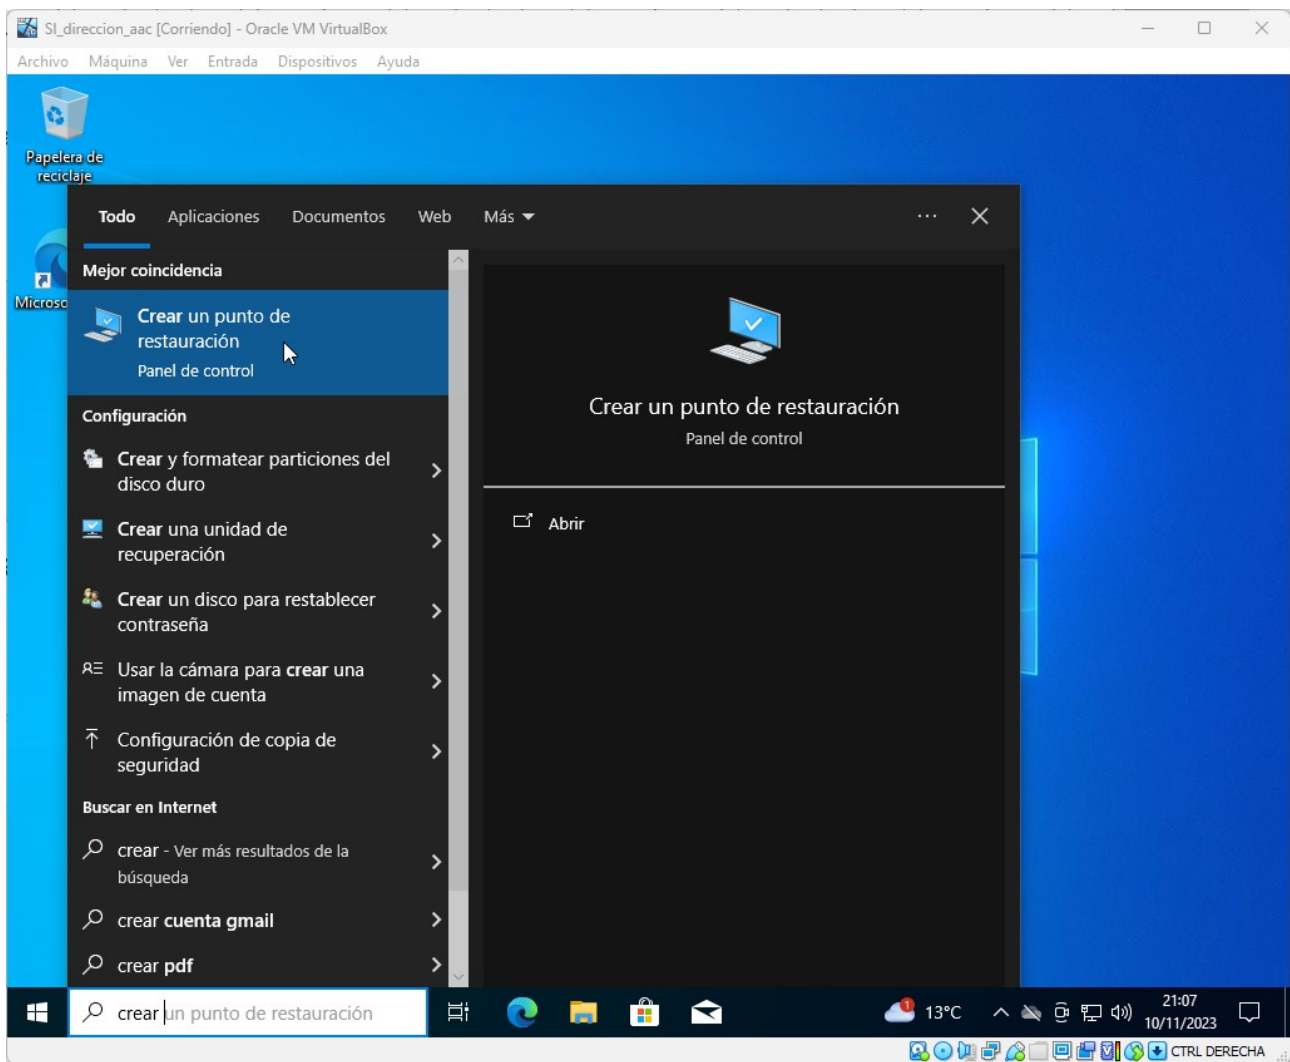 SI_direccion_aac [Corriendo] - Oracle VM VirtualBox
Archivo Máquina Ver Entrada Dispositivos Ayuda
Papelera de
reciclaje
Microso
Todo Aplicaciones Documentos Web Más
Mejor coincidencia
Crear un punto de
restauración
Panel de control
Configuración
Crear y formatear particiones del
disco duro
Crear una unidad de
recuperación
Crear un disco para restablecer
contraseña
Usar la cámara para crear una
imagen de cuenta
Configuración de copia de
seguridad
Buscar en Internet
crear - Ver más resultados de la
búsqueda
crear cuenta gmail
crear pdf
Crear un punto de restauración
Panel de control
Abrir
crear un punto de restauración
1
13°C
21:07
10/11/2023
CTRL DERECHA